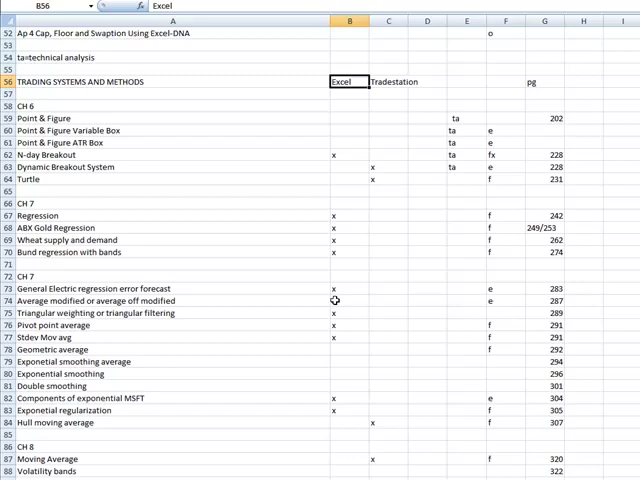 B56 fx Excel
A B C D E F G H I
52 Ap 4 Cap, Floor and Swaption Using Excel-DNA o
53
54 ta=technical analysis
55
56 TRADING SYSTEMS AND METHODS Excel Tradestation pg
57
58 CH 6
59 Point & Figure ta 202
60 Point & Figure Variable Box ta e
61 Point & Figure ATR Box ta e
62 N-day Breakout x ta fx 228
63 Dynamic Breakout System x ta e 228
64 Turtle x f 231
65
66 CH 7
67 Regression x f 242
68 ABX Gold Regression x f 249/253
69 Wheat supply and demand x f 262
70 Bund regression with bands x f 274
71
72 CH 7
73 General Electric regression error forecast x e 283
74 Average modified or average off modified e 287
75 Triangular weighting or triangular filtering x 289
76 Pivot point average x f 291
77 Stdev Mov avg x f 291
78 Geometric average f 292
79 Exponetial smoothing average 294
80 Exponential smoothing 296
81 Double smoothing 301
82 Components of exponential MSFT x e 304
83 Exponetial regularization x f 305
84 Hull moving average x f 307
85
86 CH 8
87 Moving Average x f 320
88 Volatility bands 322